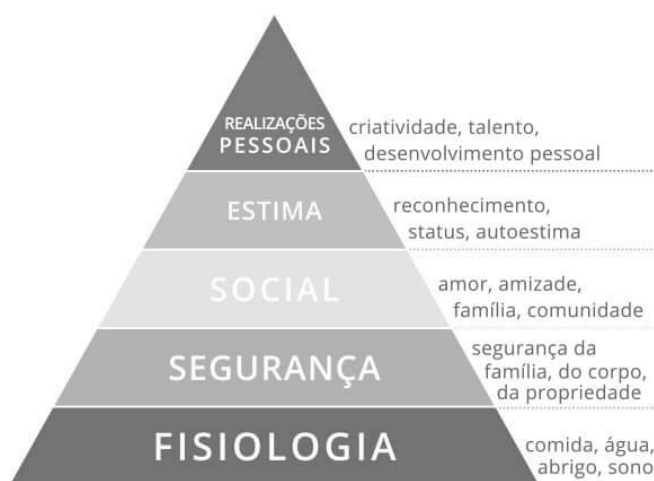 REALIZAÇÕES
PESSOAIS
criatividade, talento,
desenvolvimento pessoal
ESTIMA
reconhecimento,
status, autoestima
SOCIAL
amor, amizade,
família, comunidade
SEGURANÇA
segurança da
família, do corpo,
da propriedade
FISIOLOGIA
comida, água,
abrigo, sono